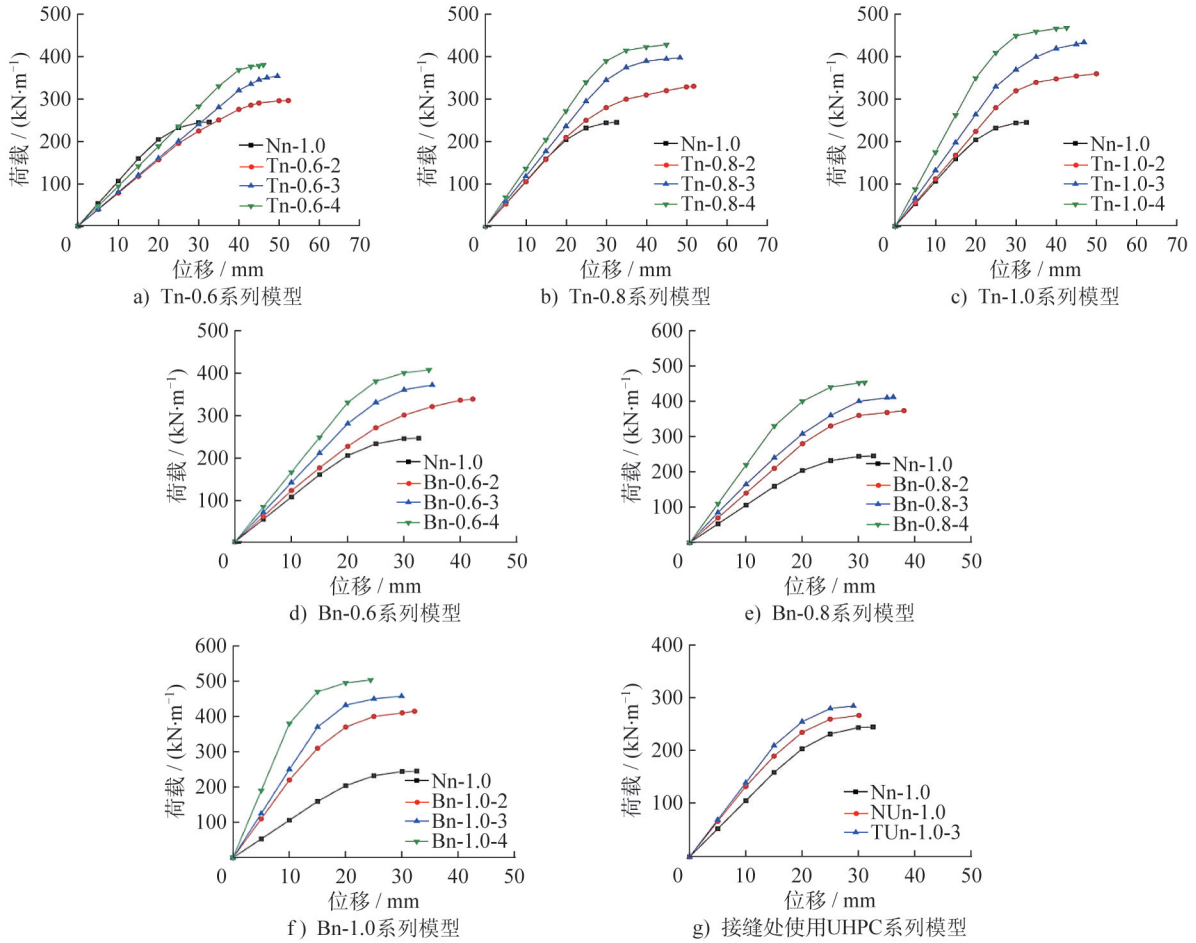 500
400
300
200
100
0
荷载 / (kN·m⁻¹)
Nn-1.0
Tn-0.6-2
Tn-0.6-3
Tn-0.6-4
10 20 30 40 50 60 70
位移 / mm
a) Tn-0.6系列模型
500
400
300
200
100
0
荷载 / (kN·m⁻¹)
Nn-1.0
Tn-0.8-2
Tn-0.8-3
Tn-0.8-4
10 20 30 40 50 60 70
位移 / mm
b) Tn-0.8系列模型
500
400
300
200
100
0
荷载 / (kN·m⁻¹)
Nn-1.0
Tn-1.0-2
Tn-1.0-3
Tn-1.0-4
10 20 30 40 50 60 70
位移 / mm
c) Tn-1.0系列模型
500
400
300
200
100
0
荷载 / (kN·m⁻¹)
Nn-1.0
Bn-0.6-2
Bn-0.6-3
Bn-0.6-4
10 20 30 40 50
位移 / mm
d) Bn-0.6系列模型
600
500
400
300
200
100
0
荷载 / (kN·m⁻¹)
Nn-1.0
Bn-0.8-2
Bn-0.8-3
Bn-0.8-4
10 20 30 40 50
位移 / mm
e) Bn-0.8系列模型
600
500
400
300
200
100
0
荷载 / (kN·m⁻¹)
Nn-1.0
Bn-1.0-2
Bn-1.0-3
Bn-1.0-4
10 20 30 40 50
位移 / mm
f) Bn-1.0系列模型
400
300
200
100
0
荷载 / (kN·m⁻¹)
Nn-1.0
NUn-1.0
TUn-1.0-3
10 20 30 40 50
位移 / mm
g) 接缝处使用UHPC系列模型